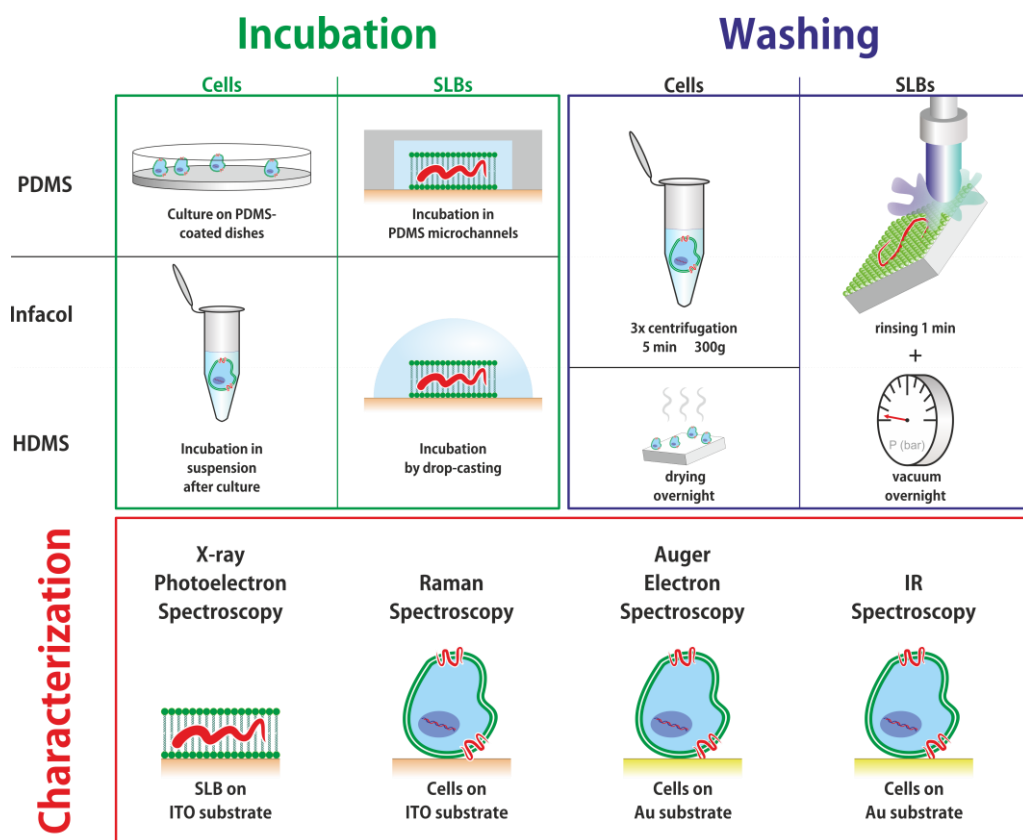 Incubation
Washing
Cells
SLBs
Cells
SLBs
PDMS
Culture on PDMS-
coated dishes
Incubation in
PDMS microchannels
Infacol
HDMS
Incubation in
suspension
after culture
Incubation
by drop-casting
3x centrifugation
5 min 300g
rinsing 1 min
+
drying
overnight
P (bar)
vacuum
overnight
Characterization
X-ray
Photoelectron
Spectroscopy
Raman
Spectroscopy
Auger
Electron
Spectroscopy
IR
Spectroscopy
SLB on
ITO substrate
Cells on
ITO substrate
Cells on
Au substrate
Cells on
Au substrate